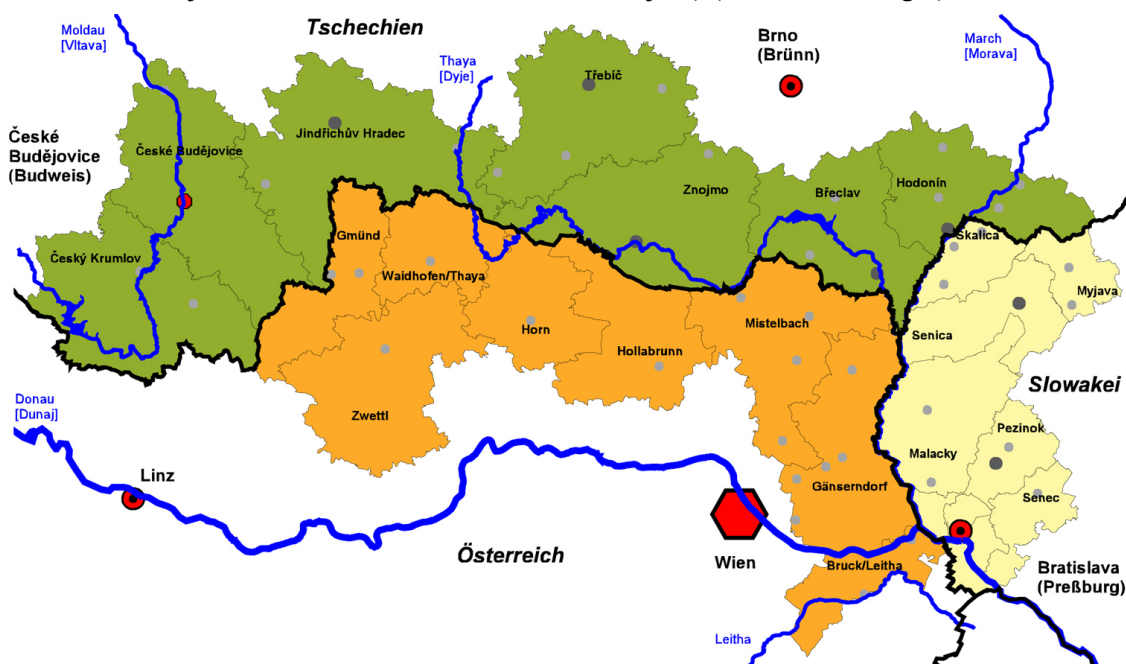 Moldau
[Vltava]
Tschechien
Thaya
[Dyje]
Třebíč
Brno
(Brünn)
March
[Morava]
České
Budějovice
(Budweis)
České Budějovice
Jindřichův Hradec
Znojmo
Břeclav
Hodonín
Skalica
Gmünd
Český Krumlov
Waidhofen/Thaya
Myjava
Horn
Mistelbach
Senica
Hollabrunn
Slowakei
Donau
[Dunaj]
Zwettl
Pezinok
Malacky
Linz
Gänserndorf
Senec
Österreich
Wien
Bruck/Leitha
Bratislava
(Preßburg)
Leitha